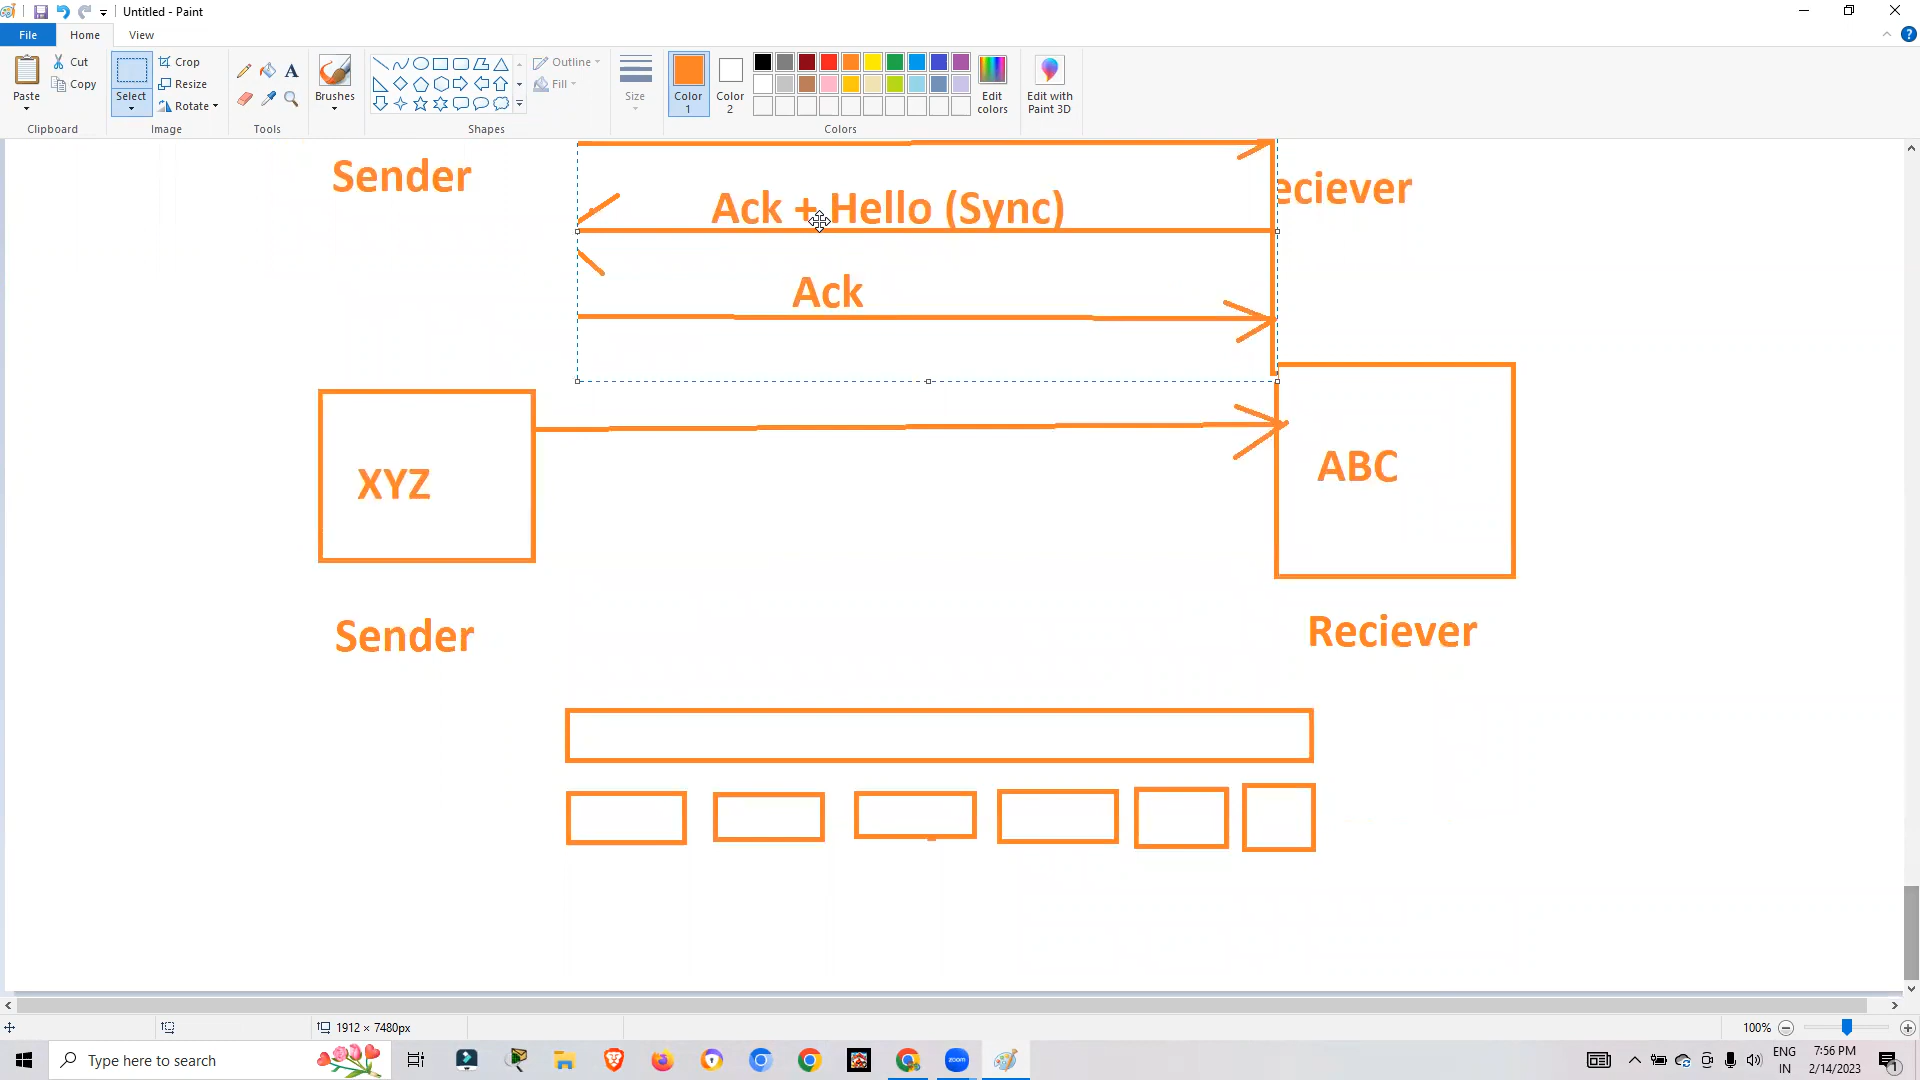 Untitled - Paint
File Home View
Paste
Cut
Copy
Clipboard
Select
Crop
Resize
Rotate
Image
Tools
Brushes
Shapes
Outline
Fill
Size
Color 1
Color 2
Colors
Edit colors
Edit with Paint 3D
Sender
eciever
Ack + Hello (Sync)
Ack
XYZ
ABC
Sender
Reciever
1912 × 7480px
100%
Type here to search
zoom
ENG
IN
7:56 PM
2/14/2023
1